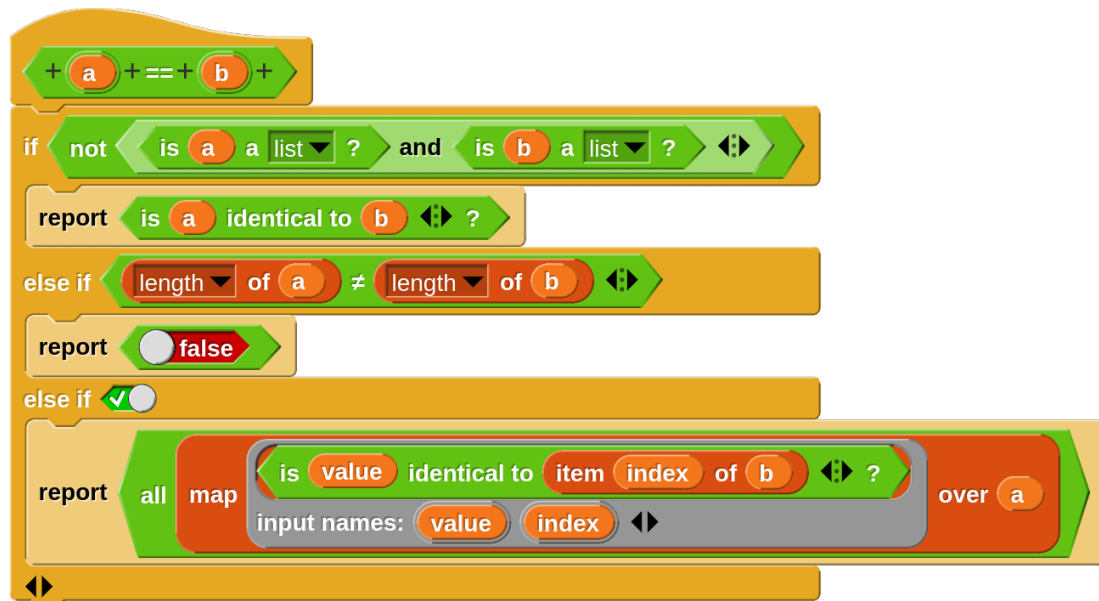 + a + == + b +
if not is a a list ? and is b a list ?
report is a identical to b ?
else if length of a ≠ length of b
report false
else if
report all map is value identical to item index of b ? over a
input names: value index